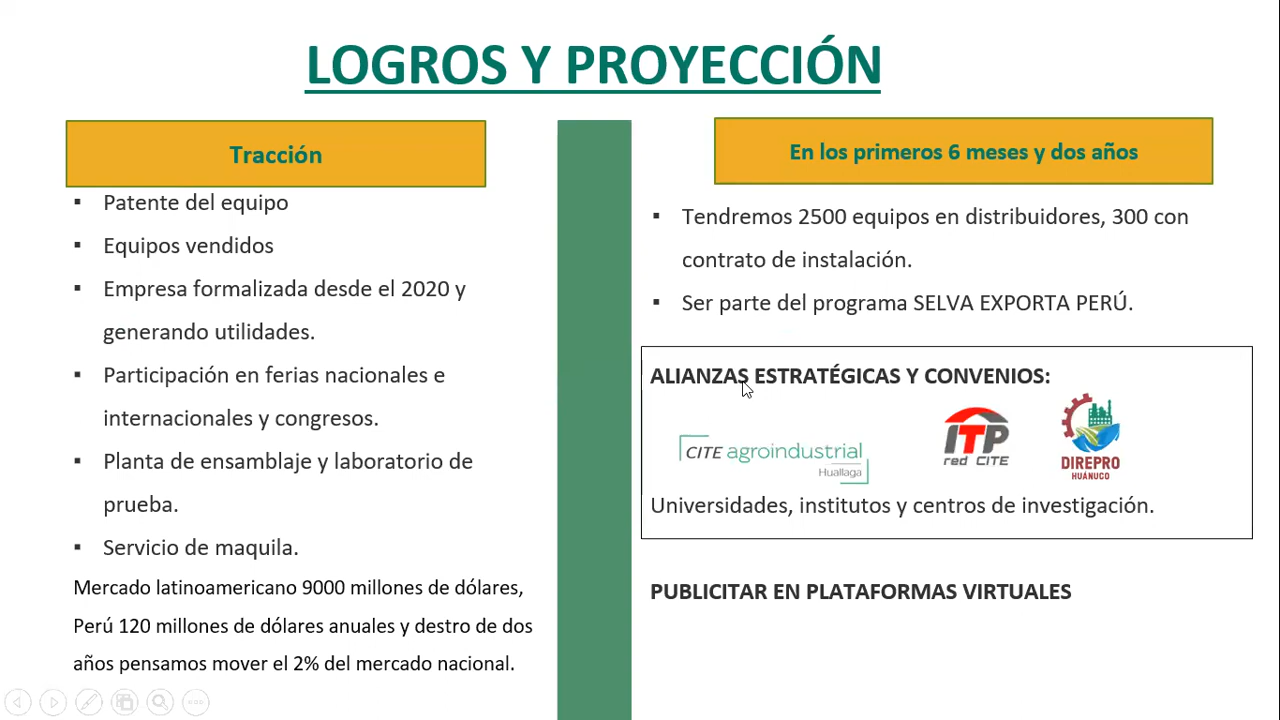 LOGROS Y PROYECCIÓN
Tracción
▪ Patente del equipo
▪ Equipos vendidos
▪ Empresa formalizada desde el 2020 y
generando utilidades.
▪ Participación en ferias nacionales e
internacionales y congresos.
▪ Planta de ensamblaje y laboratorio de
prueba.
▪ Servicio de maquila.
Mercado latinoamericano 9000 millones de dólares,
Perú 120 millones de dólares anuales y destro de dos
años pensamos mover el 2% del mercado nacional.
En los primeros 6 meses y dos años
▪ Tendremos 2500 equipos en distribuidores, 300 con
contrato de instalación.
▪ Ser parte del programa SELVA EXPORTA PERÚ.
ALIANZAS ESTRATÉGICAS Y CONVENIOS:
CITE agroindustrial
Huallaga
ITP
red CITE
DIREPRO
HUÁNUCO
Universidades, institutos y centros de investigación.
PUBLICITAR EN PLATAFORMAS VIRTUALES